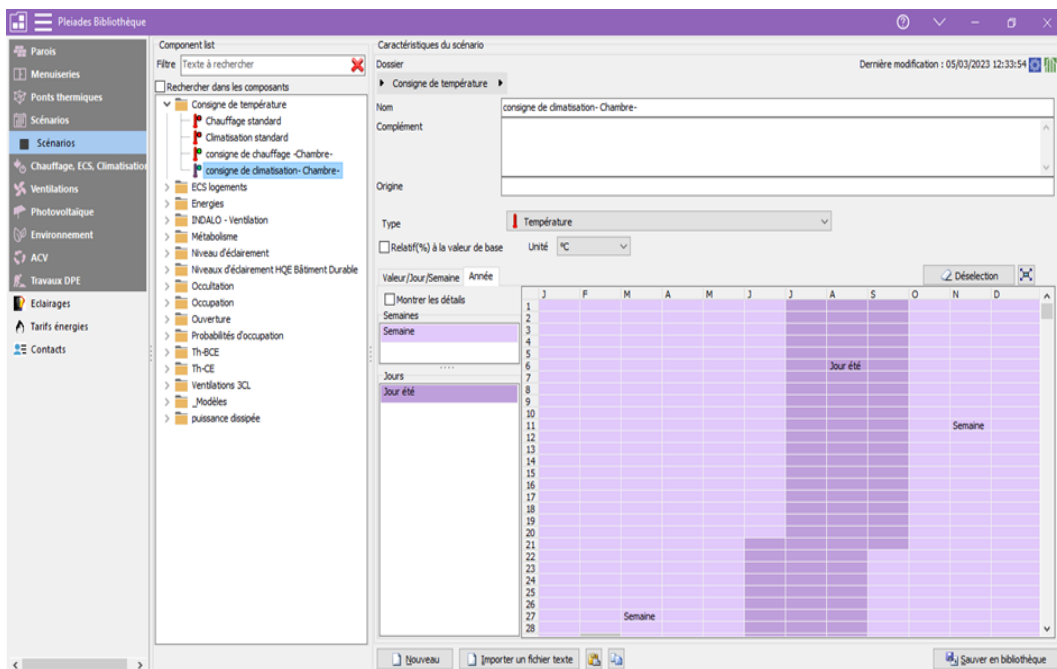 Pleiades Bibliothèque
Parois
Menuiseries
Ponts thermiques
Scénarios
Scénarios
Chauffage, ECS, Climatisation
Ventilations
Photovoltaïque
Environnement
ACV
Travaux DPE
Eclairages
Tarifs énergies
Contacts
Component list
Filtre Texte à rechercher
Rechercher dans les composants
Consigne de température
Chauffage standard
Climatisation standard
consigne de chauffage -Chambre-
consigne de climatisation- Chambre-
ECS logements
Energies
INDALO - Ventilation
Métabolisme
Niveau d'éclairement
Niveaux d'éclairement HQE Bâtiment Durable
Occultation
Occupation
Ouverture
Probabilités d'occupation
Th-BCE
Th-CE
Ventilations 3CL
_Modèles
puissance dissipée
Caractéristiques du scénario
Dossier
Dernière modification : 05/03/2023 12:33:54
Consigne de température
Nom consigne de climatisation- Chambre-
Complément
Origine
Type Température
Relatif(%) à la valeur de base Unité °C
Valeur/Jour/Semaine Année
Déselection
Montrer les détails
Semaines
Semaine
Jours
Jour été
J F M A M J J A S O N D
1
2
3
4
5
6 Jour été
7
8
9
10
11 Semaine
12
13
14
15
16
17
18
19
20
21
22
23
24
25
26
27 Semaine
28
Nouveau Importer un fichier texte Sauver en bibliothèque